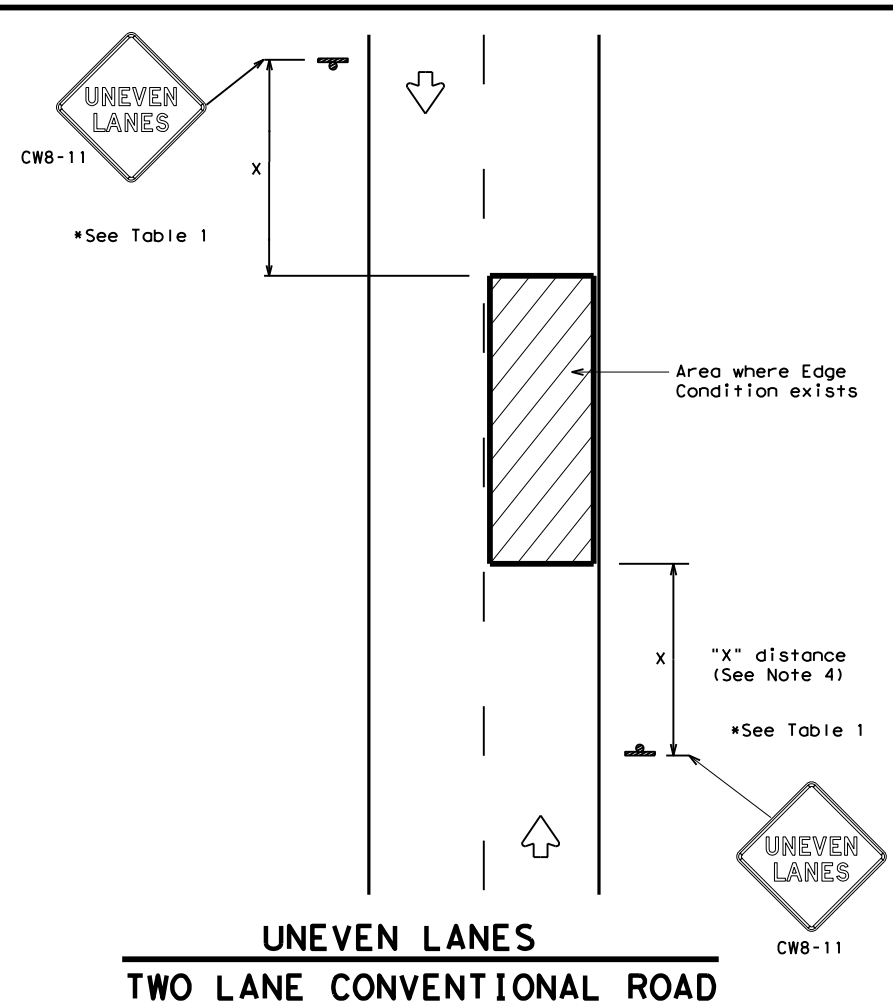 UNEVEN
LANES
CW8-11
*See Table 1
X
Area where Edge
Condition exists
X
"X" distance
(See Note 4)
*See Table 1
UNEVEN
LANES
CW8-11
UNEVEN LANES
TWO LANE CONVENTIONAL ROAD